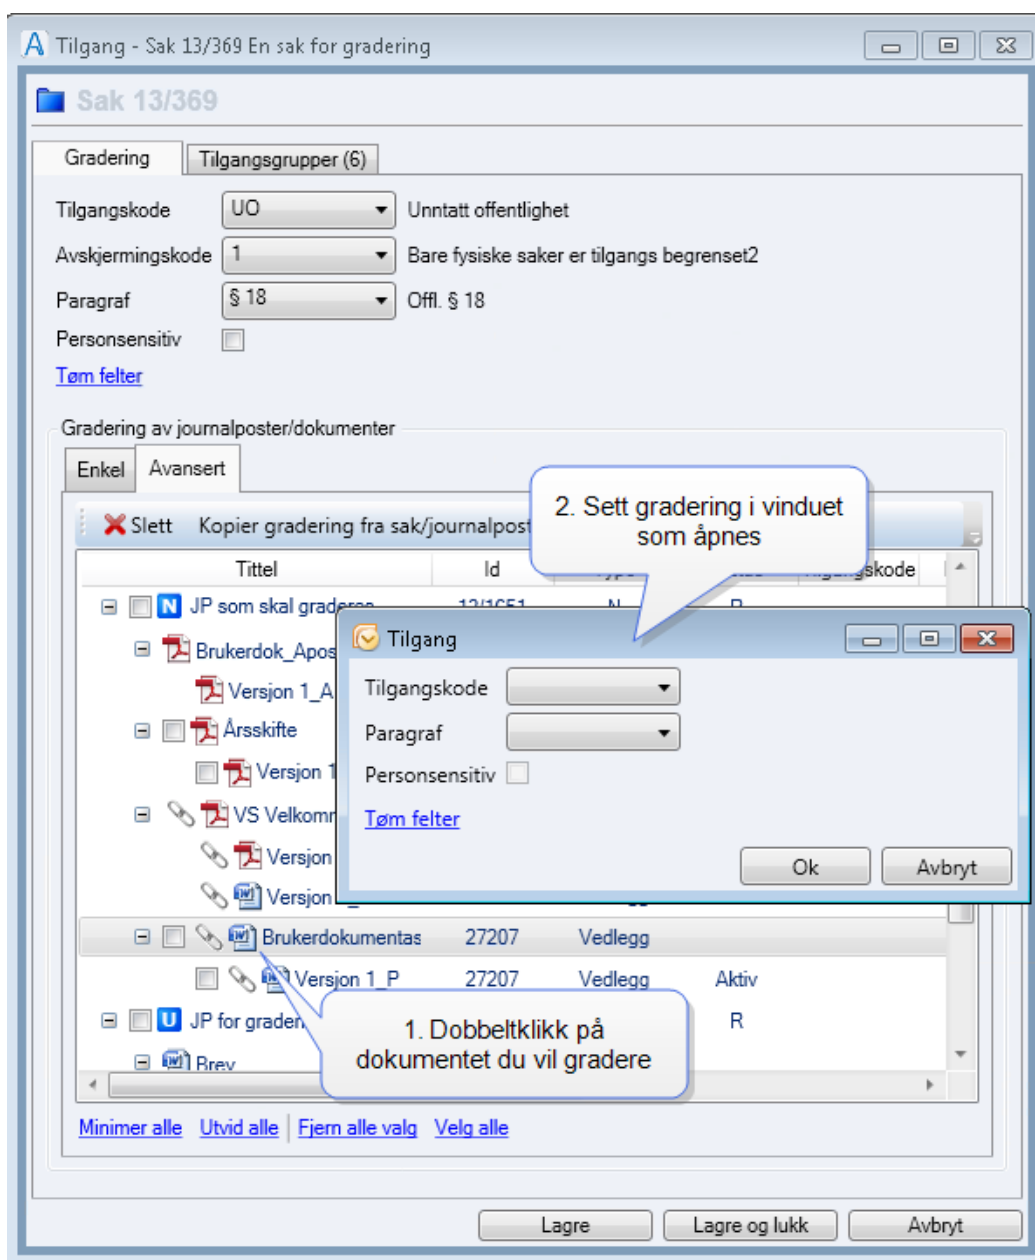 Tilgang - Sak 13/369 En sak for gradering
Sak 13/369
Gradering Tilgangsgrupper (6)
Tilgangskode UO Unntatt offentlighet
Avskjermingskode 1 Bare fysiske saker er tilgangs begrenset2
Paragraf § 18 Offl. § 18
Personsensitiv
Tøm felter
Gradering av journalposter/dokumenter
Enkel Avansert
2. Sett gradering i vinduet
som åpnes
Slett Kopier gradering fra sak/journalpost
Tittel Id
N JP som skal graderes 13/1651 N R
Brukerdok_Apos
Versjon 1_A
Årsskifte
Versjon 1
VS Velkomm
Versjon
Versjon
Tilgang
Tilgangskode
Paragraf
Personsensitiv
Tøm felter
Ok Avbryt
Brukerdokumentas 27207 Vedlegg
Versjon 1_P 27207 Vedlegg Aktiv
U JP for grader R
Brev
1. Dobbeltklikk på
dokumentet du vil gradere
Minimer alle Utvid alle Fjern alle valg Velg alle
Lagre Lagre og lukk Avbryt